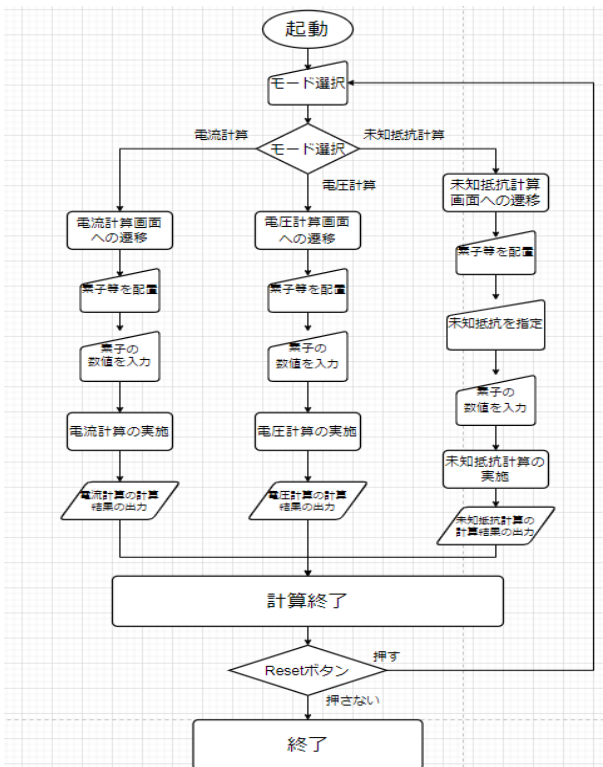 起動
モード選択
モード選択
電流計算
未知抵抗計算
電圧計算
電流計算画面
への遷移
素子等を配置
素子の
数値を入力
電流計算の実施
電流計算の計算
結果の出力
電圧計算画面
への遷移
素子等を配置
素子の
数値を入力
電圧計算の実施
電圧計算の計算
結果の出力
未知抵抗計算
画面への遷移
素子等を配置
未知抵抗を指定
素子の
数値を入力
未知抵抗計算の
実施
未知抵抗計算の
計算結果の出力
計算終了
Resetボタン
押す
押さない
終了